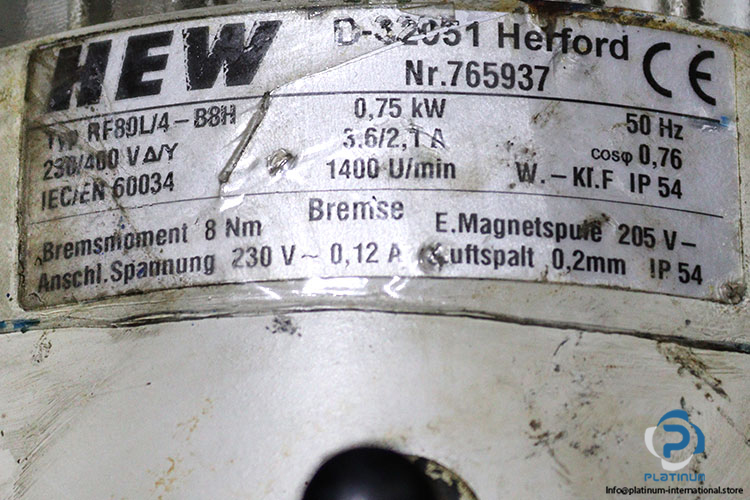 HEW D-32051 Herford
Nr.765937 CE
Typ RF80L/4-B8H 0,75 kW 50 Hz
230/400 V Δ/Y 3.6/2,1 A cosφ 0,76
IEC/EN 60034 1400 U/min W.-Kl.F IP 54
Bremse
Bremsmoment 8 Nm E.Magnetspule 205 V-
Anschl.Spannung 230 V~ 0,12 A Luftspalt 0,2mm IP 54
PLATINUM
Info@platinum-international.store